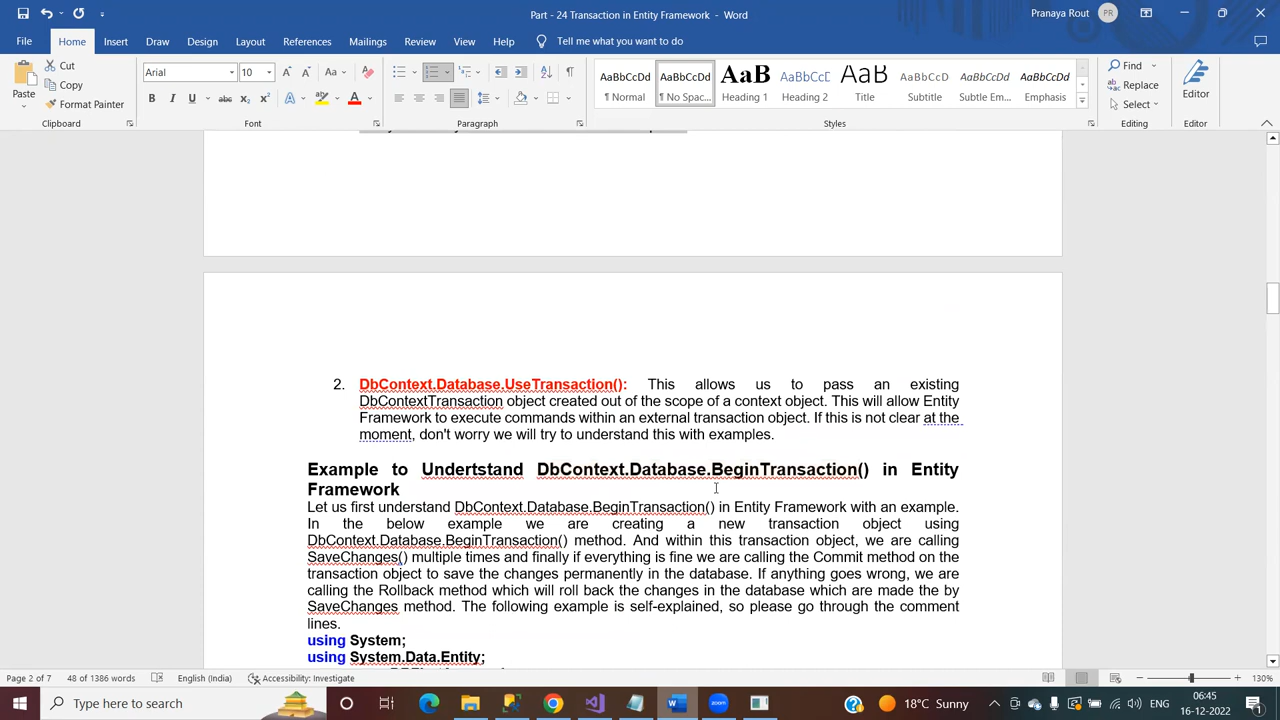 Part - 24 Transaction in Entity Framework - Word
Pranaya Rout
PR
File Home Insert Draw Design Layout References Mailings Review View Help Tell me what you want to do
Paste
Cut
Copy
Format Painter
Clipboard
Arial
10
Font
Paragraph
AaBbCcDd
¶ Normal
AaBbCcDd
¶ No Spac...
AaB
Heading 1
AaBbCcD
Heading 2
AaB
Title
AaBbCcD
Subtitle
AaBbCcDd
Subtle Em...
AaBbCcDd
Emphasis
Styles
Find
Replace
Select
Editing
Editor
Editor
2. DbContext.Database.UseTransaction(): This allows us to pass an existing
DbContextTransaction object created out of the scope of a context object. This will allow Entity
Framework to execute commands within an external transaction object. If this is not clear at the
moment, don't worry we will try to understand this with examples.
Example to Undertstand DbContext.Database.BeginTransaction() in Entity
Framework
Let us first understand DbContext.Database.BeginTransaction() in Entity Framework with an example.
In the below example we are creating a new transaction object using
DbContext.Database.BeginTransaction() method. And within this transaction object, we are calling
SaveChanges() multiple times and finally if everything is fine we are calling the Commit method on the
transaction object to save the changes permanently in the database. If anything goes wrong, we are
calling the Rollback method which will roll back the changes in the database which are made the by
SaveChanges method. The following example is self-explained, so please go through the comment
lines.
using System;
using System.Data.Entity;
Page 2 of 7
48 of 1386 words
English (India)
Accessibility: Investigate
130%
Type here to search
zoom
18°C Sunny
ENG
06:45
16-12-2022